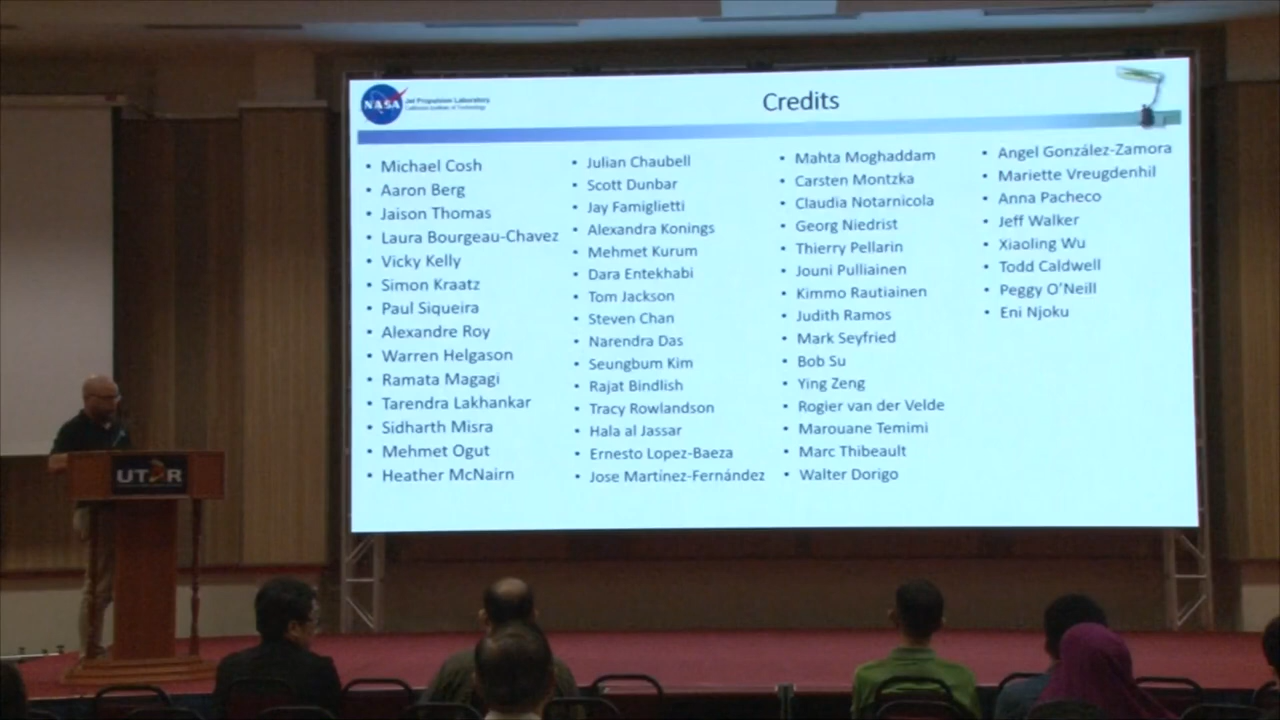 NASA
Jet Propulsion Laboratory
California Institute of Technology
Credits
• Michael Cosh
• Aaron Berg
• Jaison Thomas
• Laura Bourgeau-Chavez
• Vicky Kelly
• Simon Kraatz
• Paul Siqueira
• Alexandre Roy
• Warren Helgason
• Ramata Magagi
• Tarendra Lakhankar
• Sidharth Misra
• Mehmet Ogut
• Heather McNairn
• Julian Chaubell
• Scott Dunbar
• Jay Famiglietti
• Alexandra Konings
• Mehmet Kurum
• Dara Entekhabi
• Tom Jackson
• Steven Chan
• Narendra Das
• Seungbum Kim
• Rajat Bindlish
• Tracy Rowlandson
• Hala al Jassar
• Ernesto Lopez-Baeza
• Jose Martínez-Fernández
• Mahta Moghaddam
• Carsten Montzka
• Claudia Notarnicola
• Georg Niedrist
• Thierry Pellarin
• Jouni Pulliainen
• Kimmo Rautiainen
• Judith Ramos
• Mark Seyfried
• Bob Su
• Ying Zeng
• Rogier van der Velde
• Marouane Temimi
• Marc Thibeault
• Walter Dorigo
• Angel González-Zamora
• Mariette Vreugdenhil
• Anna Pacheco
• Jeff Walker
• Xiaoling Wu
• Todd Caldwell
• Peggy O'Neill
• Eni Njoku
UTAR